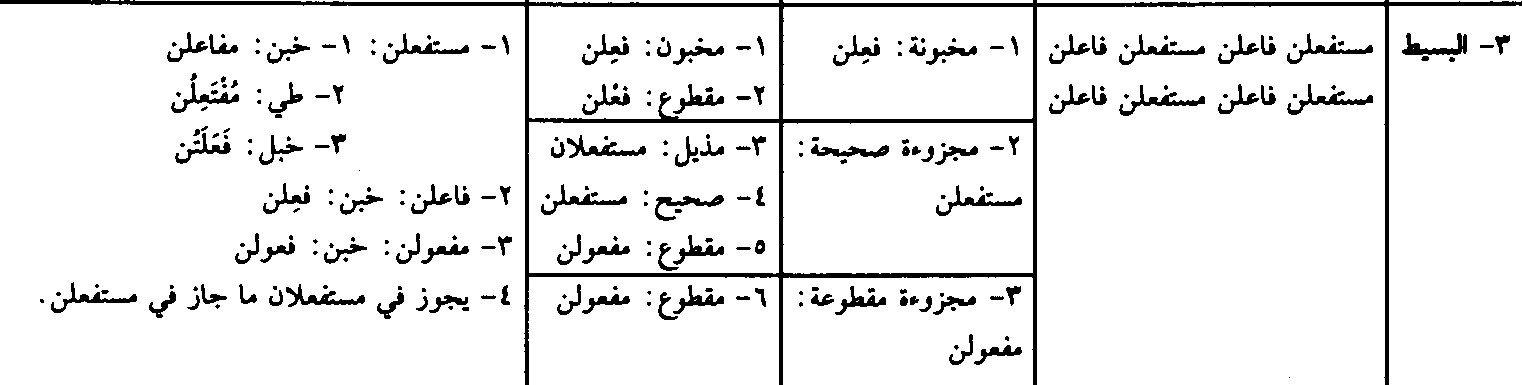 ٣- البسيط
مستفعلن فاعلن مستفعلن فاعلن
مستفعلن فاعلن مستفعلن فاعلن
١- مخبونة: فعِلن
٢- مجزوءة صحيحة:
مستفعلن
٣- مجزوءة مقطوعة:
مفعولن
١- مخبون: فعِلن
٢- مقطوع: فعْلن
٣- مذيل: مستفعلان
٤- صحيح: مستفعلن
٥- مقطوع: مفعولن
٦- مقطوع: مفعولن
١- مستفعلن: ١- خبن: مفاعلن
٢- طي: مُفْتَعِلُن
٣- خبل: فَعَلَتُن
٢- فاعلن: خبن: فعِلن
٣- مفعولن: خبن: فعولن
٤- يجوز في مستفعلان ما جاز في مستفعلن.